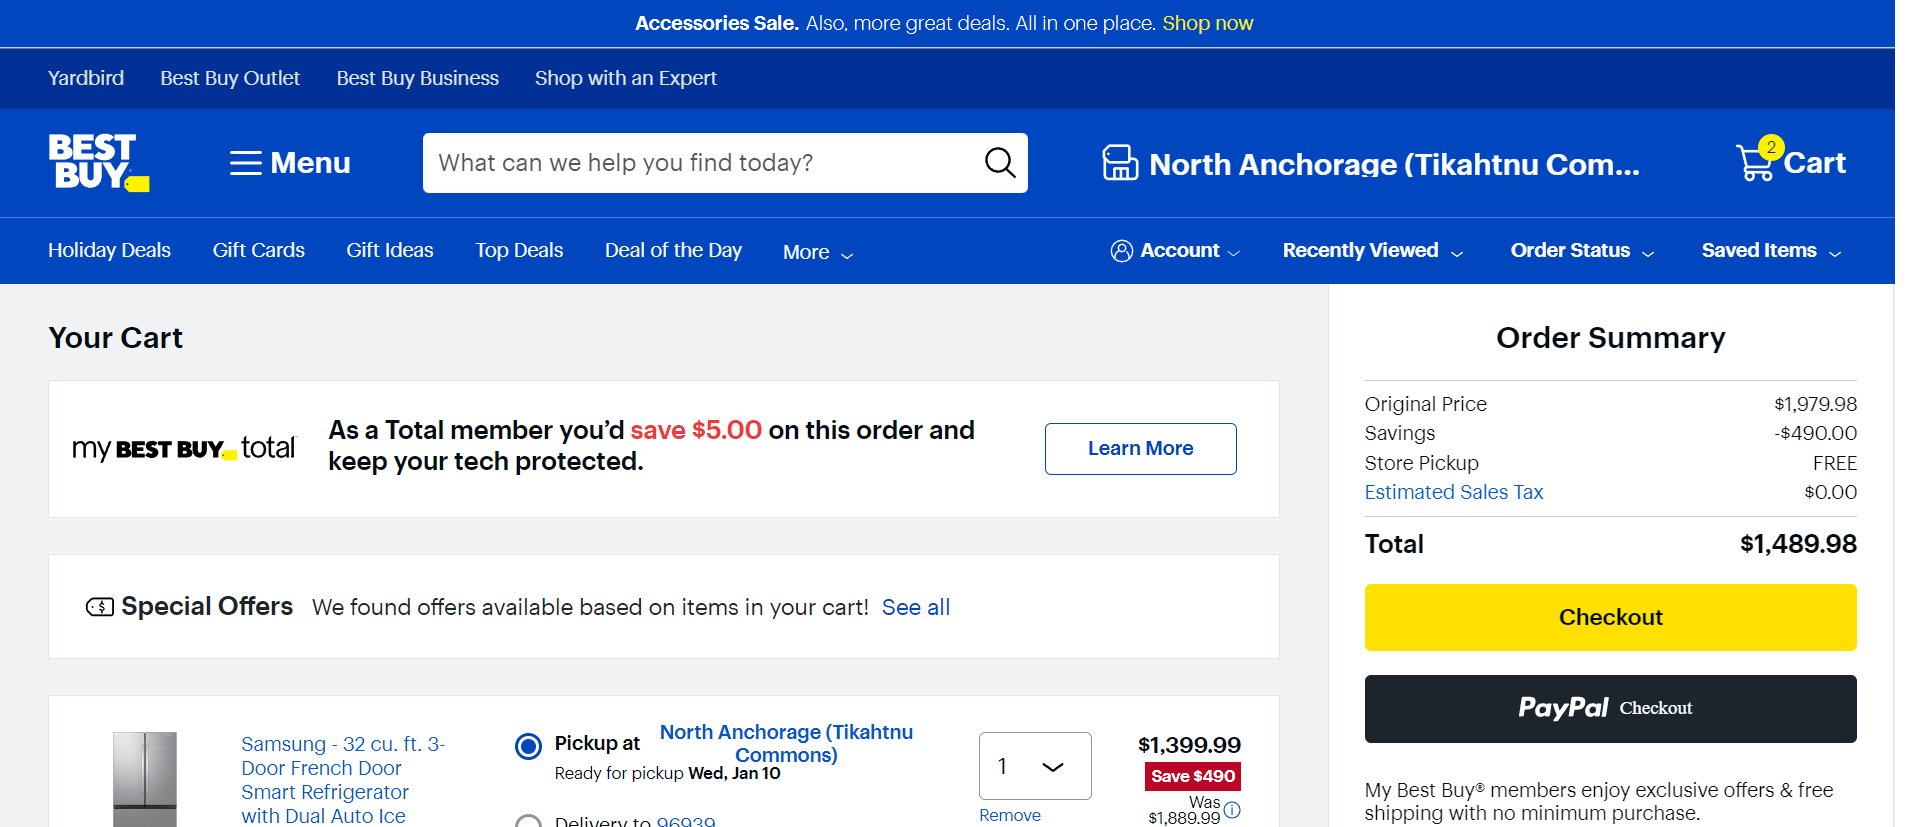 Accessories Sale. Also, more great deals. All in one place. Shop now
Yardbird Best Buy Outlet Best Buy Business Shop with an Expert
BEST
BUY
Menu
What can we help you find today?
North Anchorage (Tikahtnu Com...
2
Cart
Holiday Deals Gift Cards Gift Ideas Top Deals Deal of the Day More
Account Recently Viewed Order Status Saved Items
Your Cart
my BEST BUY total
As a Total member you'd save $5.00 on this order and
keep your tech protected.
Learn More
Special Offers We found offers available based on items in your cart! See all
Samsung - 32 cu. ft. 3-
Door French Door
Smart Refrigerator
with Dual Auto Ice
Pickup at North Anchorage (Tikahtnu
Commons)
Ready for pickup Wed, Jan 10
Delivery to 96939
1
Remove
$1,399.99
Save $490
Was
$1,889.99
Order Summary
Original Price $1,979.98
Savings -$490.00
Store Pickup FREE
Estimated Sales Tax $0.00
Total $1,489.98
Checkout
PayPal Checkout
My Best Buy® members enjoy exclusive offers & free
shipping with no minimum purchase.